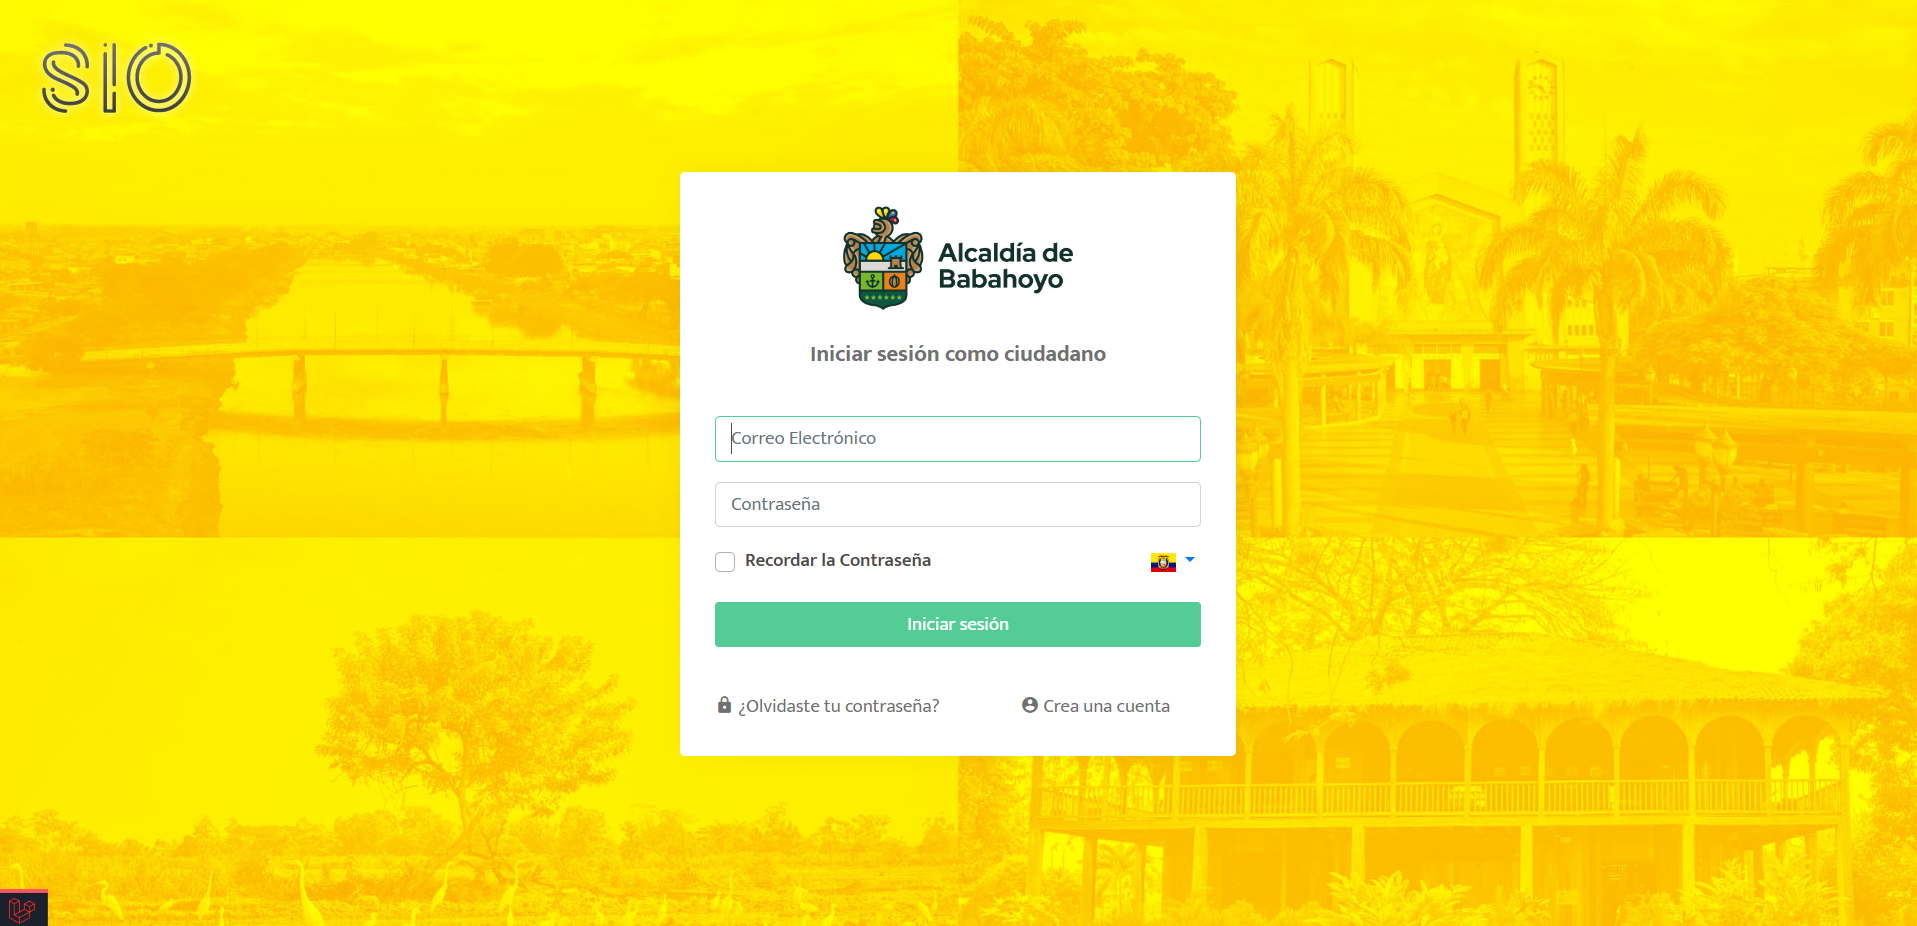 SIO
Alcaldía de
Babahoyo
Iniciar sesión como ciudadano
Correo Electrónico
Contraseña
Recordar la Contraseña
Iniciar sesión
¿Olvidaste tu contraseña?
Crea una cuenta